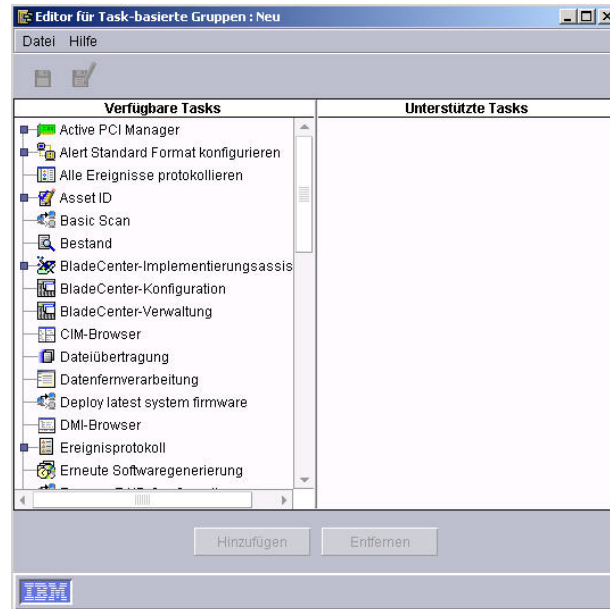 Editor für Task-basierte Gruppen : Neu
Datei Hilfe
Verfügbare Tasks
Unterstützte Tasks
Active PCI Manager
Alert Standard Format konfigurieren
Alle Ereignisse protokollieren
Asset ID
Basic Scan
Bestand
BladeCenter-Implementierungsassis
BladeCenter-Konfiguration
BladeCenter-Verwaltung
CIM-Browser
Dateiübertragung
Datenfernverarbeitung
Deploy latest system firmware
DMI-Browser
Ereignisprotokoll
Erneute Softwaregenerierung
Hinzufügen
Entfernen
IBM